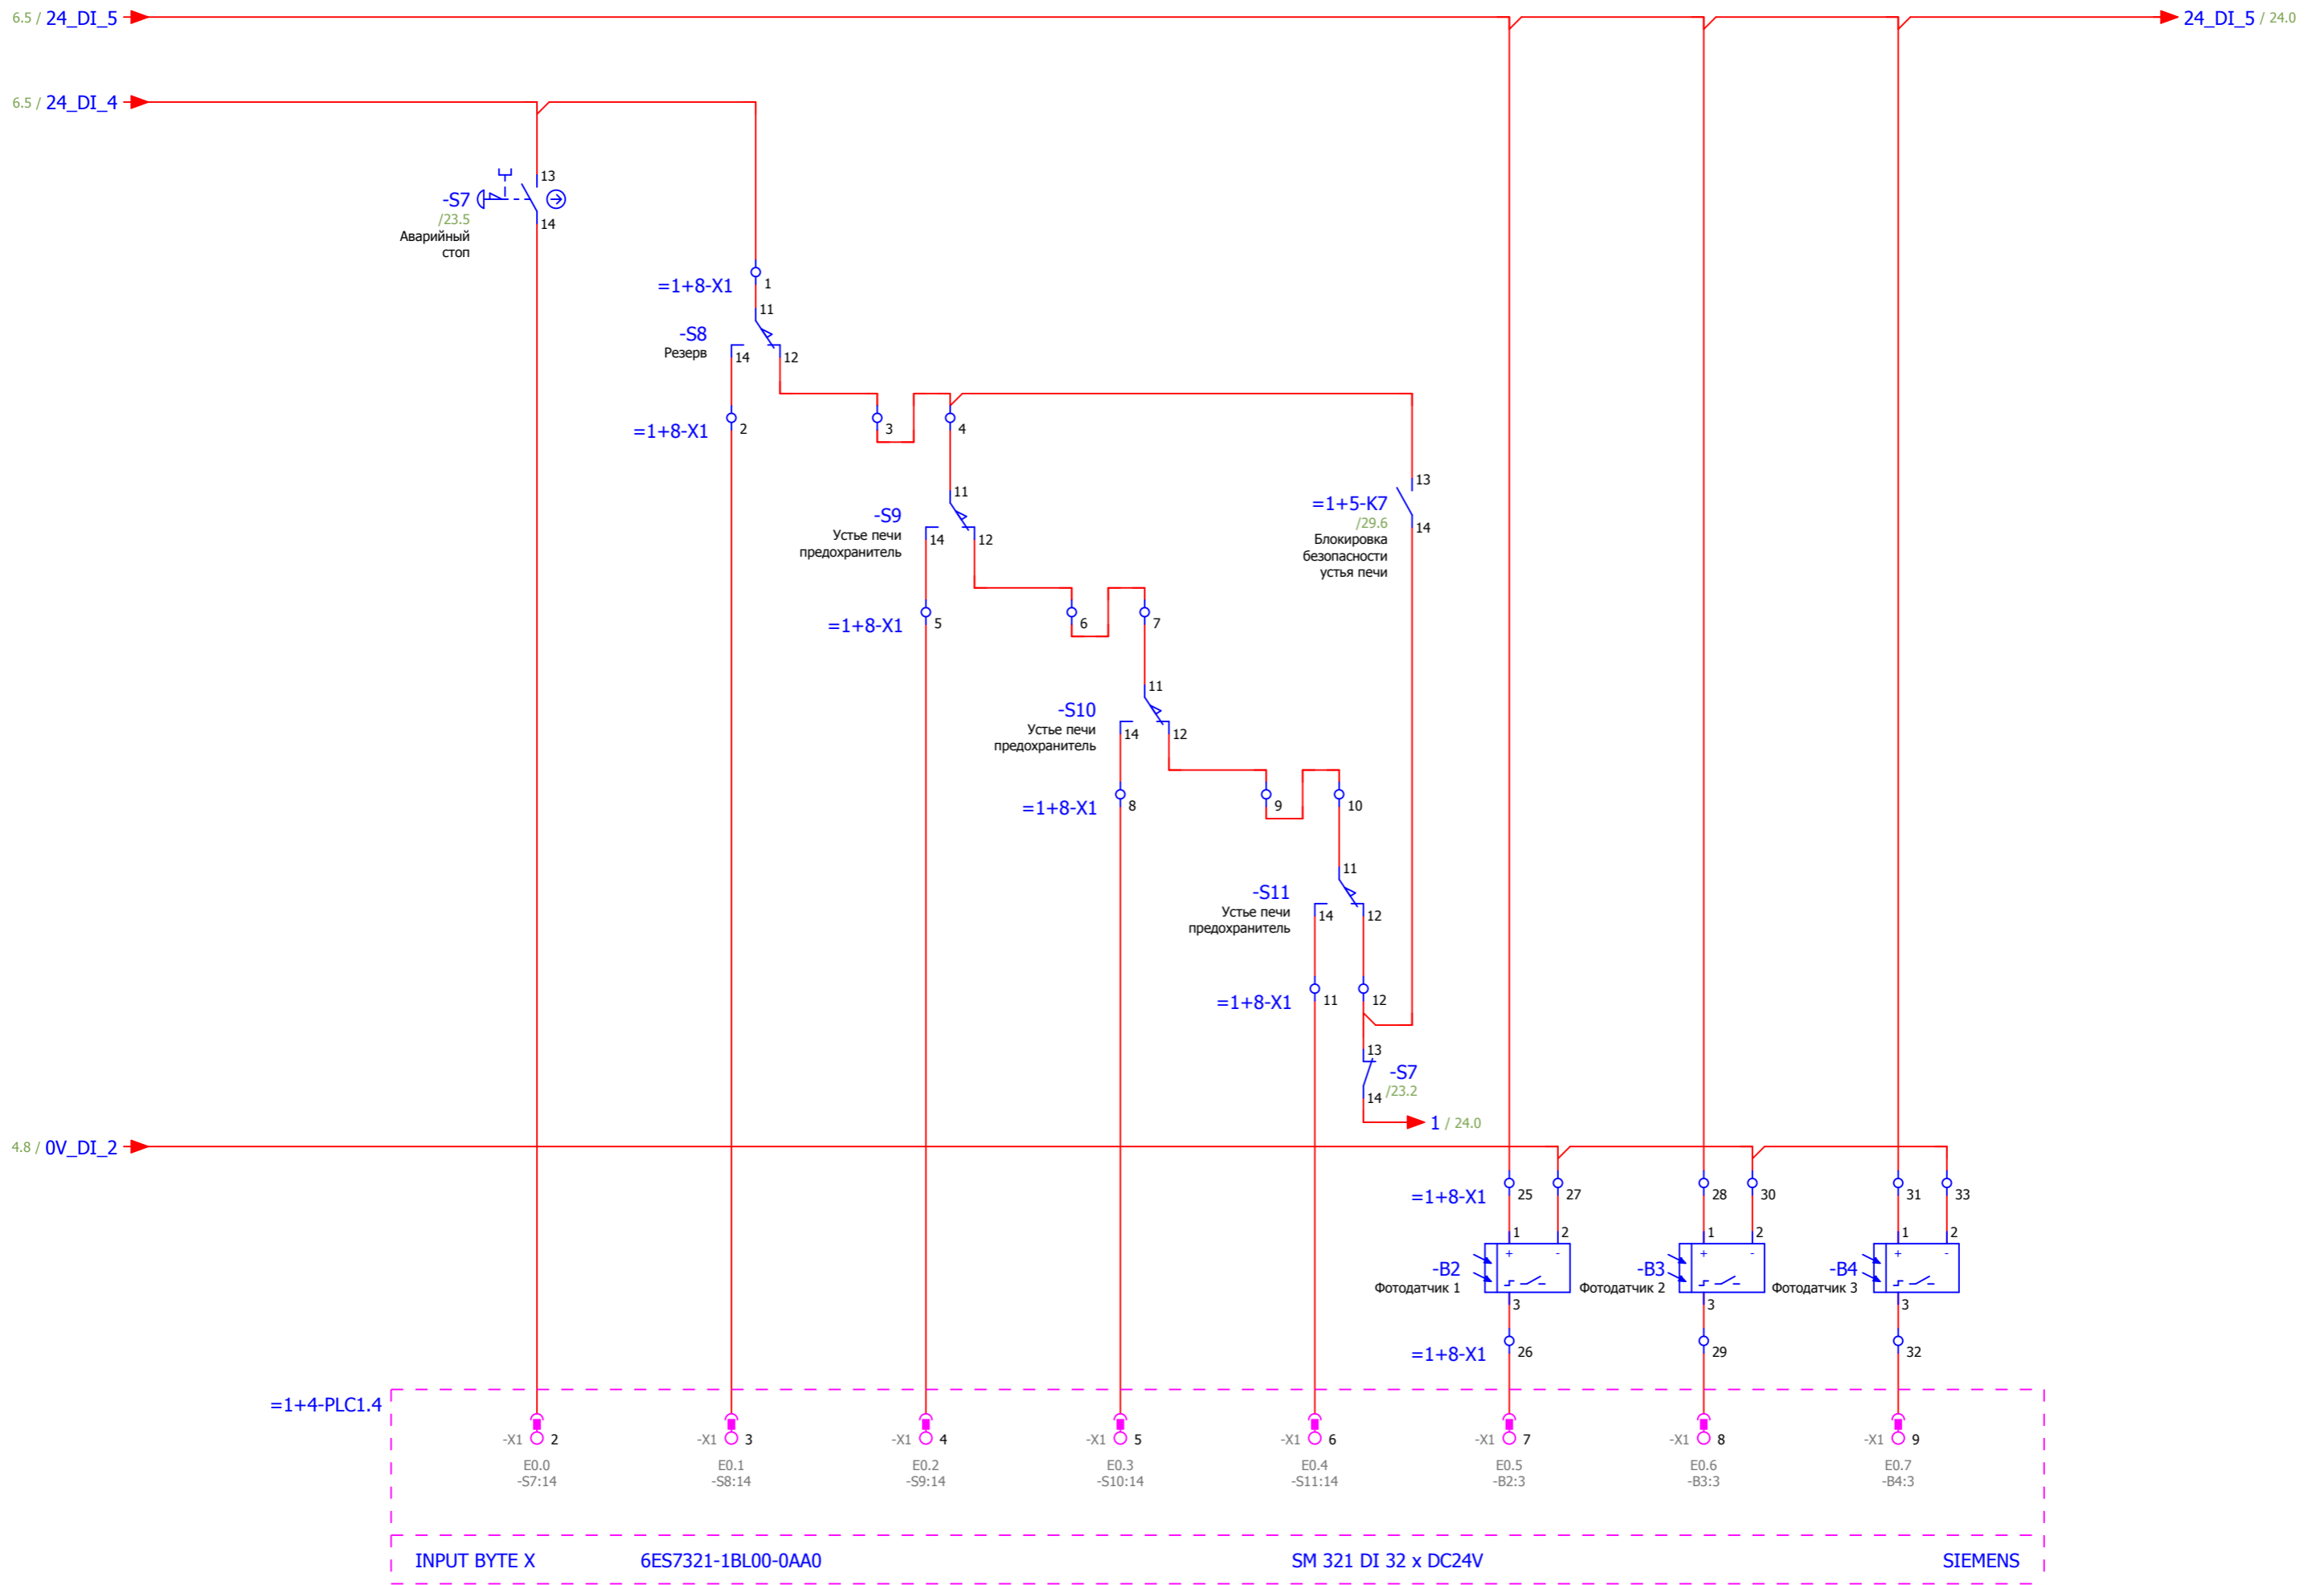 6.5 / 24_DI_5
24_DI_5 / 24.0
6.5 / 24_DI_4
13
-S7
/23.5
14
Аварийный
стоп
=1+8-X1
1
11
-S8
Резерв
14
12
=1+8-X1
2
3
4
11
-S9
Устье печи
предохранитель
14
12
13
=1+5-K7
/29.6
14
Блокировка
безопасности
устья печи
=1+8-X1
5
6
7
11
-S10
Устье печи
предохранитель
14
12
=1+8-X1
8
9
10
11
-S11
Устье печи
предохранитель
14
12
=1+8-X1
11
12
13
-S7
/23.2
14
1 / 24.0
4.8 / 0V_DI_2
=1+8-X1
25
27
28
30
31
33
1
2
1
2
1
2
+
-
+
-
+
-
-B2
Фотодатчик 1
-B3
Фотодатчик 2
-B4
Фотодатчик 3
3
3
3
=1+8-X1
26
29
32
=1+4-PLC1.4
-X1 2
-X1 3
-X1 4
-X1 5
-X1 6
-X1 7
-X1 8
-X1 9
E0.0
-S7:14
E0.1
-S8:14
E0.2
-S9:14
E0.3
-S10:14
E0.4
-S11:14
E0.5
-B2:3
E0.6
-B3:3
E0.7
-B4:3
INPUT BYTE X
6ES7321-1BL00-0AA0
SM 321 DI 32 x DC24V
SIEMENS